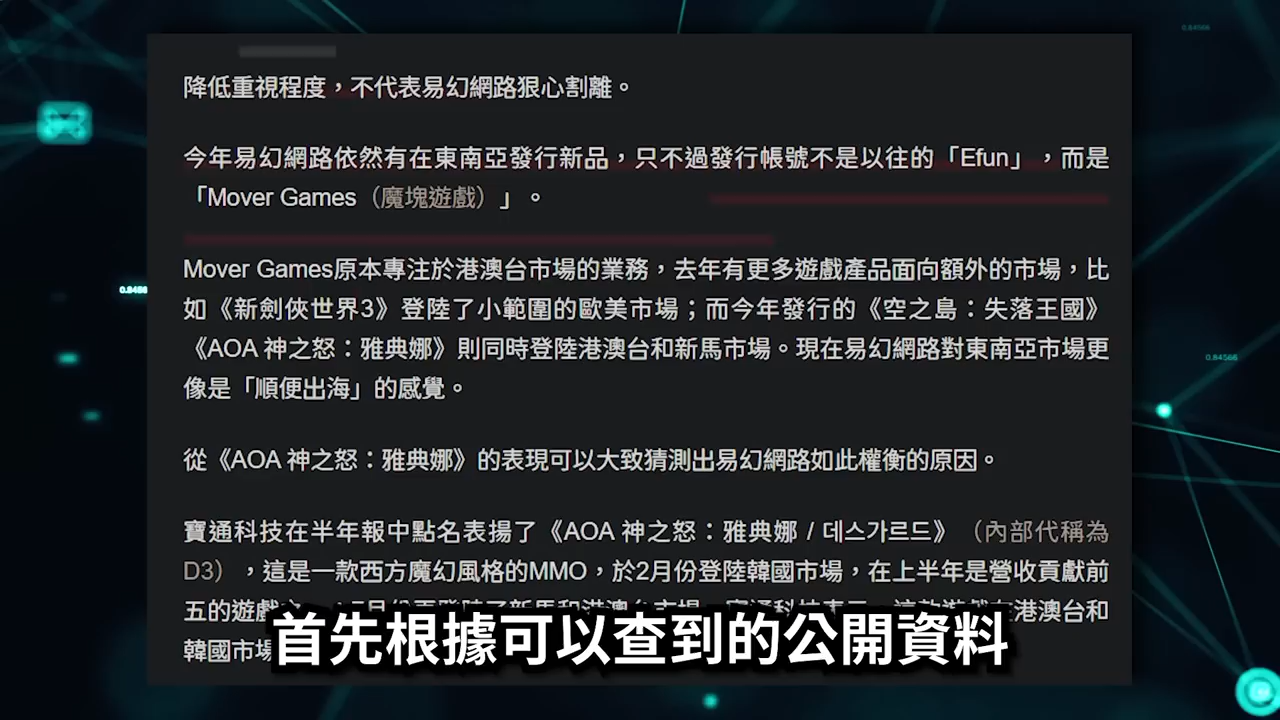 0.84566
降低重視程度，不代表易幻網路狠心割離。
今年易幻網路依然有在東南亞發行新品，只不過發行帳號不是以往的「Efun」，而是
「Mover Games（魔塊遊戲）」。
Mover Games原本專注於港澳台市場的業務，去年有更多遊戲產品面向額外的市場，比
如《新劍俠世界3》登陸了小範圍的歐美市場；而今年發行的《空之島：失落王國》
《AOA 神之怒：雅典娜》則同時登陸港澳台和新馬市場。現在易幻網路對東南亞市場更
像是「順便出海」的感覺。
0.84566
從《AOA 神之怒：雅典娜》的表現可以大致猜測出易幻網路如此權衡的原因。
寶通科技在半年報中點名表揚了《AOA 神之怒：雅典娜 / 데스가르드》（內部代稱為
D3），這是一款西方魔幻風格的MMO，於2月份登陸韓國市場，在上半年是營收貢獻前
五的遊戲
港澳台和
韓國市場
首先根據可以查到的公開資料